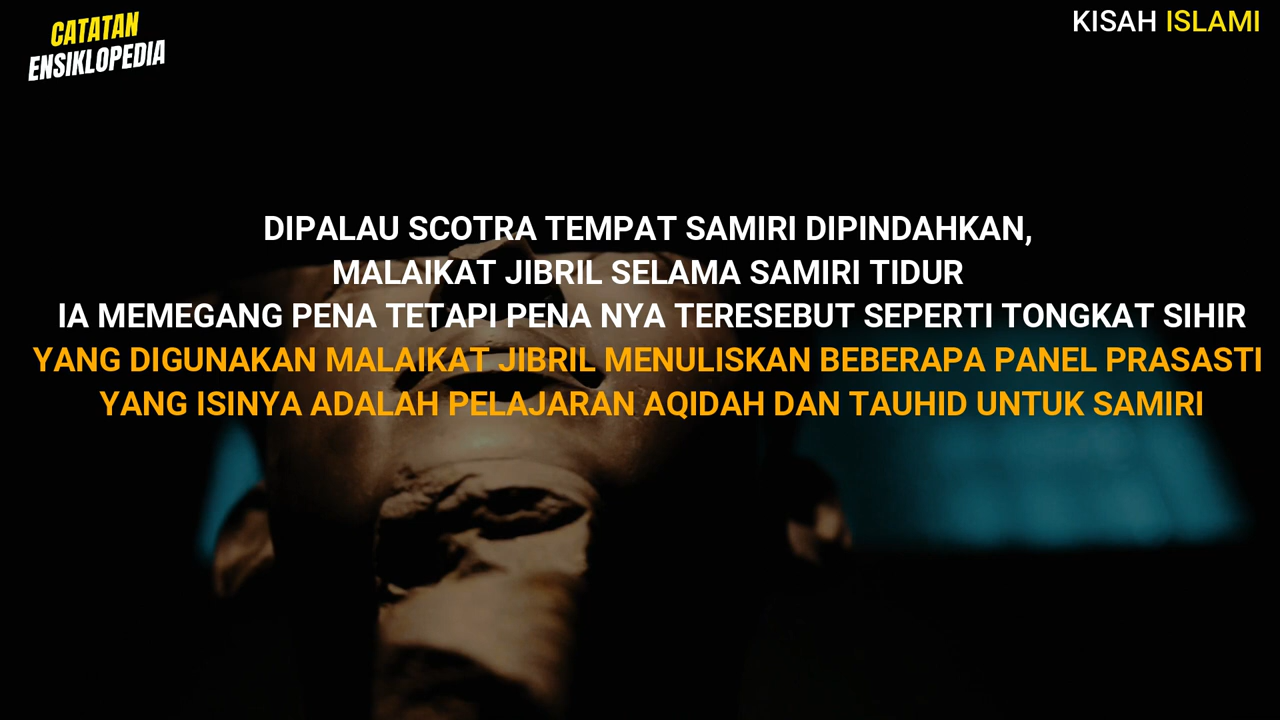 CATATAN
ENSIKLOPEDIA
KISAH ISLAMI
DIPALAU SCOTRA TEMPAT SAMIRI DIPINDAHKAN,
MALAIKAT JIBRIL SELAMA SAMIRI TIDUR
IA MEMEGANG PENA TETAPI PENA NYA TERESEBUT SEPERTI TONGKAT SIHIR
YANG DIGUNAKAN MALAIKAT JIBRIL MENULISKAN BEBERAPA PANEL PRASASTI
YANG ISINYA ADALAH PELAJARAN AQIDAH DAN TAUHID UNTUK SAMIRI